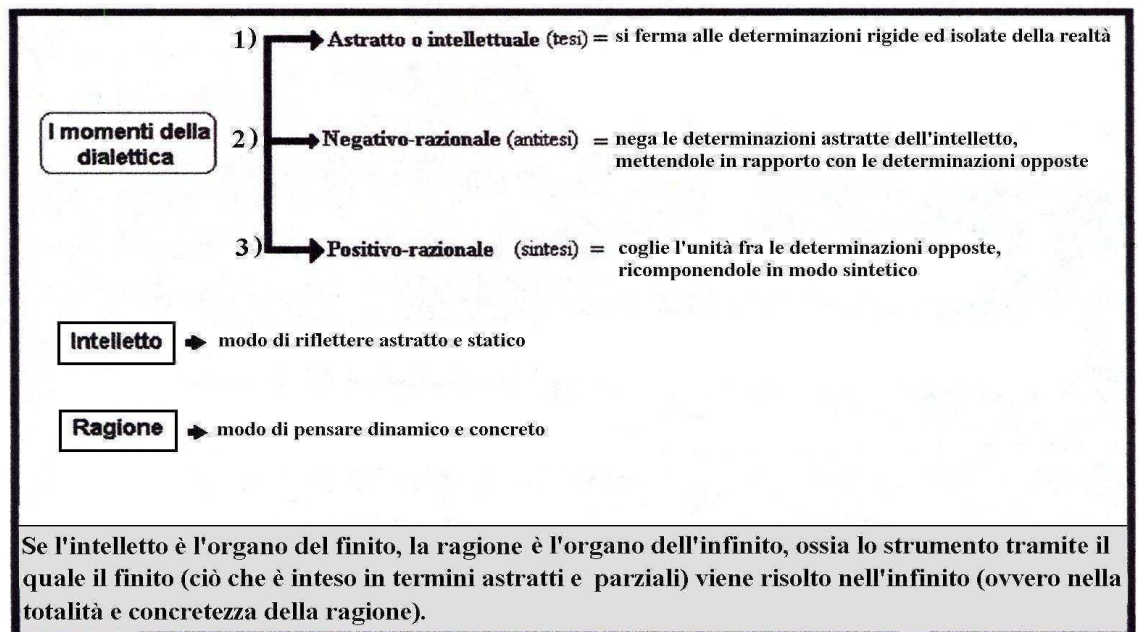 1) Astratto o intellettuale (tesi) = si ferma alle determinazioni rigide ed isolate della realtà
I momenti della
dialettica
2) Negativo-razionale (antitesi) = nega le determinazioni astratte dell'intelletto,
mettendole in rapporto con le determinazioni opposte
3) Positivo-razionale (sintesi) = coglie l'unità fra le determinazioni opposte,
ricomponendole in modo sintetico
Intelletto modo di riflettere astratto e statico
Ragione modo di pensare dinamico e concreto
Se l'intelletto è l'organo del finito, la ragione è l'organo dell'infinito, ossia lo strumento tramite il
quale il finito (ciò che è inteso in termini astratti e parziali) viene risolto nell'infinito (ovvero nella
totalità e concretezza della ragione).